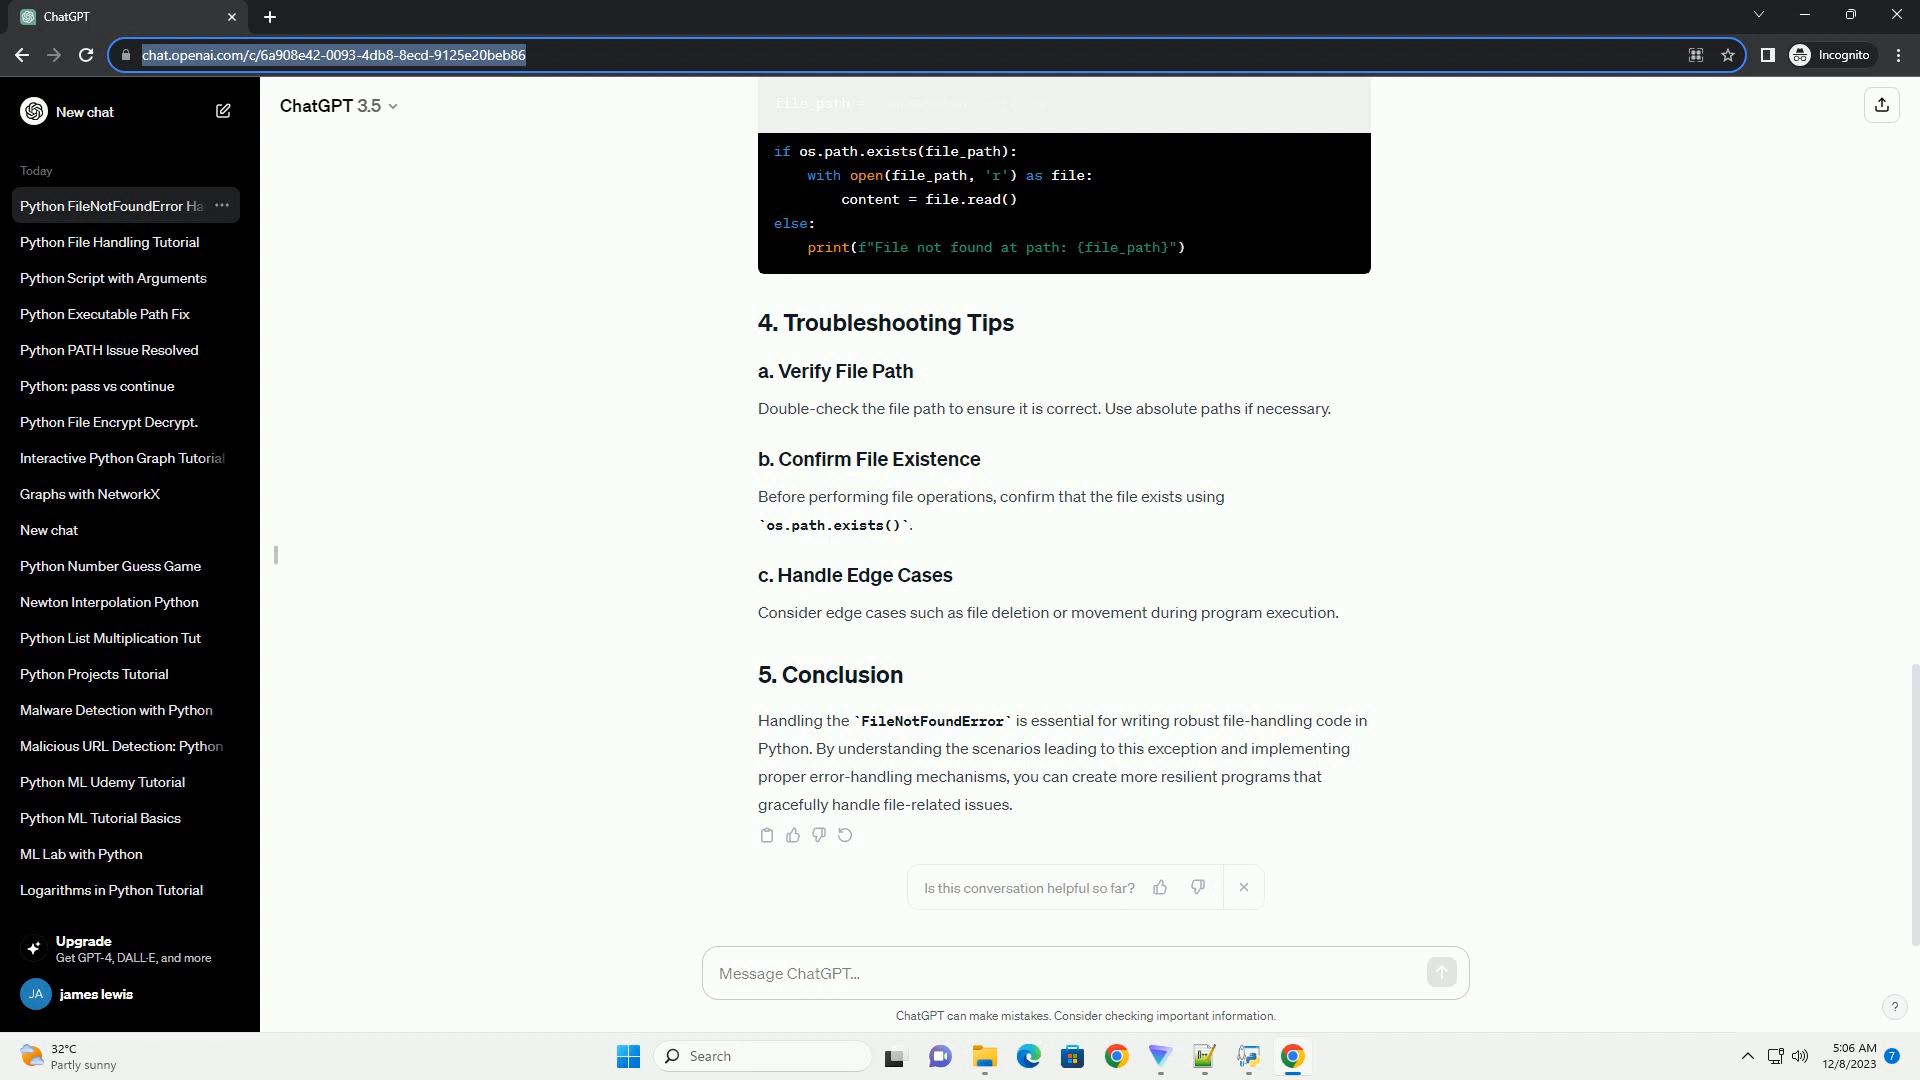 ChatGPT
chat.openai.com/c/6a908e42-0093-4db8-8ecd-9125e20beb86
Incognito
New chat
ChatGPT 3.5
Today
Python FileNotFoundError Ha
Python File Handling Tutorial
Python Script with Arguments
Python Executable Path Fix
Python PATH Issue Resolved
Python: pass vs continue
Python File Encrypt Decrypt.
Interactive Python Graph Tutorial
Graphs with NetworkX
New chat
Python Number Guess Game
Newton Interpolation Python
Python List Multiplication Tut
Python Projects Tutorial
Malware Detection with Python
Malicious URL Detection: Python
Python ML Udemy Tutorial
Python ML Tutorial Basics
ML Lab with Python
Logarithms in Python Tutorial
Upgrade
Get GPT-4, DALL·E, and more
JA
james lewis
file_path =
if os.path.exists(file_path):
with open(file_path, 'r') as file:
content = file.read()
else:
print(f"File not found at path: {file_path}")
4. Troubleshooting Tips
a. Verify File Path
Double-check the file path to ensure it is correct. Use absolute paths if necessary.
b. Confirm File Existence
Before performing file operations, confirm that the file exists using
`os.path.exists()`.
c. Handle Edge Cases
Consider edge cases such as file deletion or movement during program execution.
5. Conclusion
Handling the `FileNotFoundError` is essential for writing robust file-handling code in
Python. By understanding the scenarios leading to this exception and implementing
proper error-handling mechanisms, you can create more resilient programs that
gracefully handle file-related issues.
Is this conversation helpful so far?
Message ChatGPT...
ChatGPT can make mistakes. Consider checking important information.
?
32°C
Partly sunny
Search
5:06 AM
12/8/2023
7